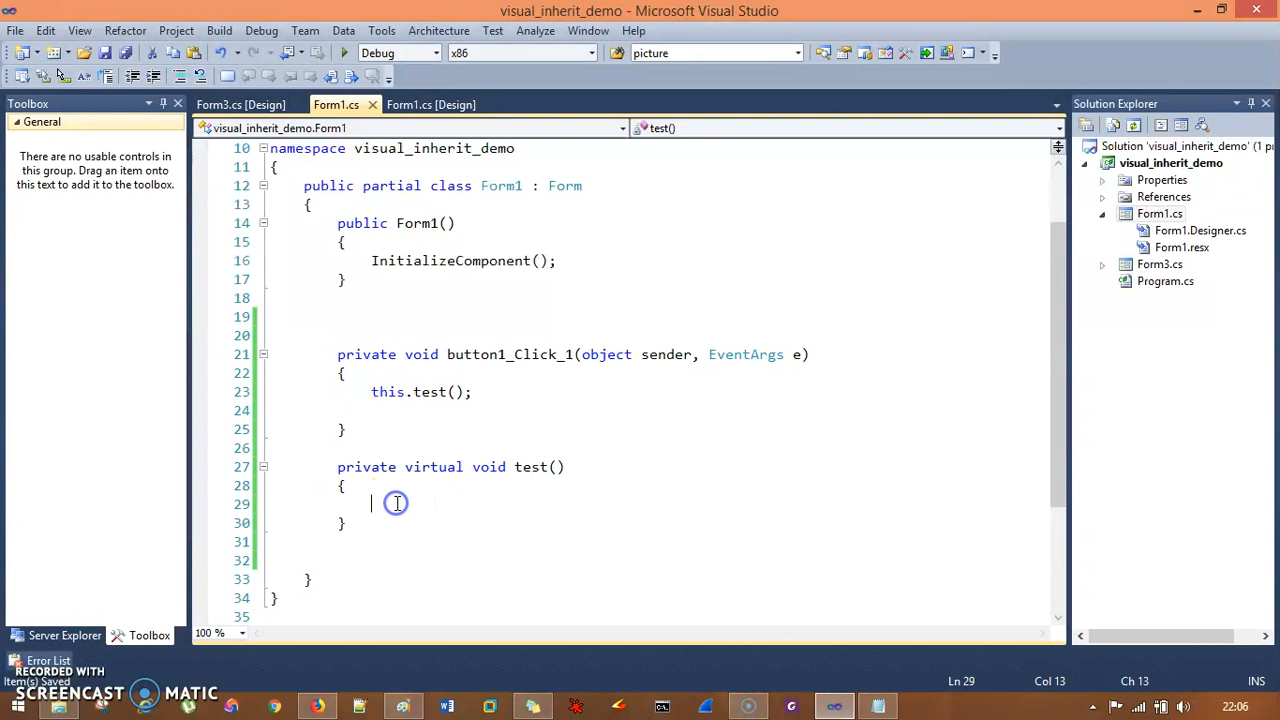 visual_inherit_demo - Microsoft Visual Studio
File Edit View Refactor Project Build Debug Team Data Tools Architecture Test Analyze Window Help
Debug x86 picture
Toolbox
General
There are no usable controls in
this group. Drag an item onto
this text to add it to the toolbox.
Server Explorer Toolbox
Form3.cs [Design] Form1.cs Form1.cs [Design]
visual_inherit_demo.Form1 test()
10 namespace visual_inherit_demo
11 {
12 public partial class Form1 : Form
13 {
14 public Form1()
15 {
16 InitializeComponent();
17 }
18
19
20
21 private void button1_Click_1(object sender, EventArgs e)
22 {
23 this.test();
24
25 }
26
27 private virtual void test()
28 {
29
30 }
31
32
33 }
34 }
35
100 %
Solution Explorer
Solution 'visual_inherit_demo' (1 p
visual_inherit_demo
Properties
References
Form1.cs
Form1.Designer.cs
Form1.resx
Form3.cs
Program.cs
Error List
Item(s) Saved
Ln 29 Col 13 Ch 13 INS
RECORDED WITH
SCREENCAST MATIC
22:06